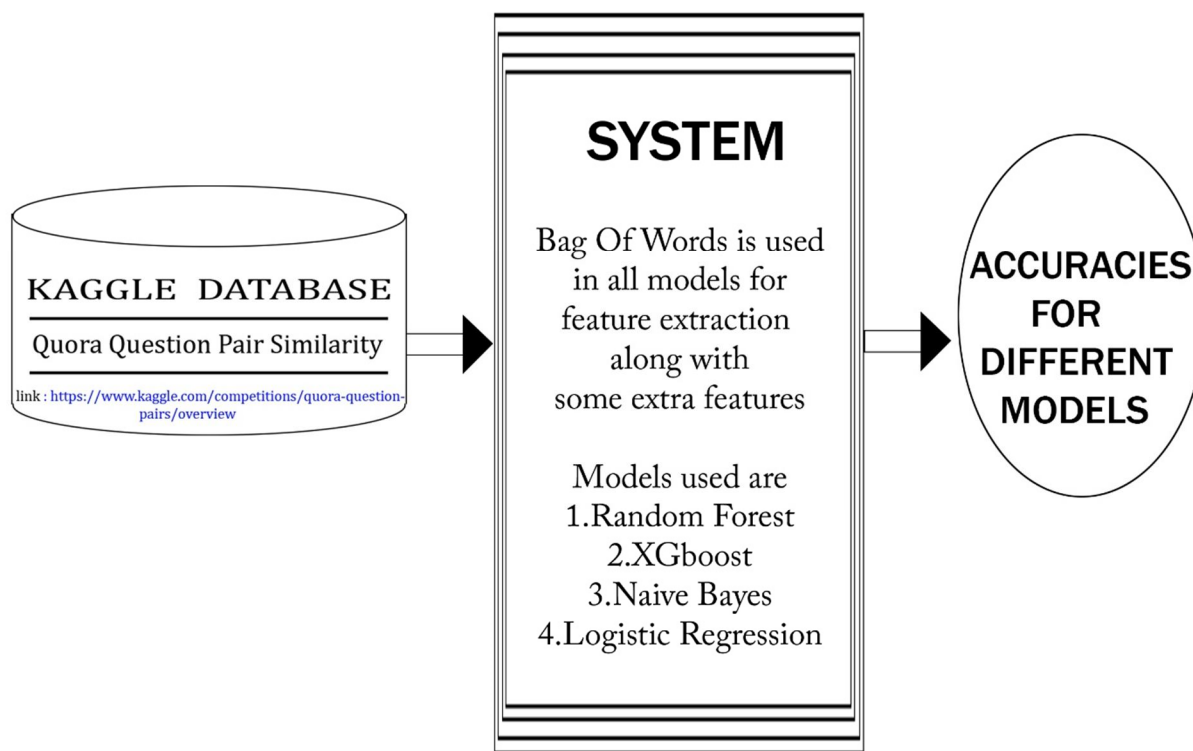 KAGGLE DATABASE
Quora Question Pair Similarity
link : https://www.kaggle.com/competitions/quora-question-
pairs/overview
SYSTEM
Bag Of Words is used
in all models for
feature extraction
along with
some extra features
Models used are
1.Random Forest
2.XGboost
3.Naive Bayes
4.Logistic Regression
ACCURACIES
FOR
DIFFERENT
MODELS